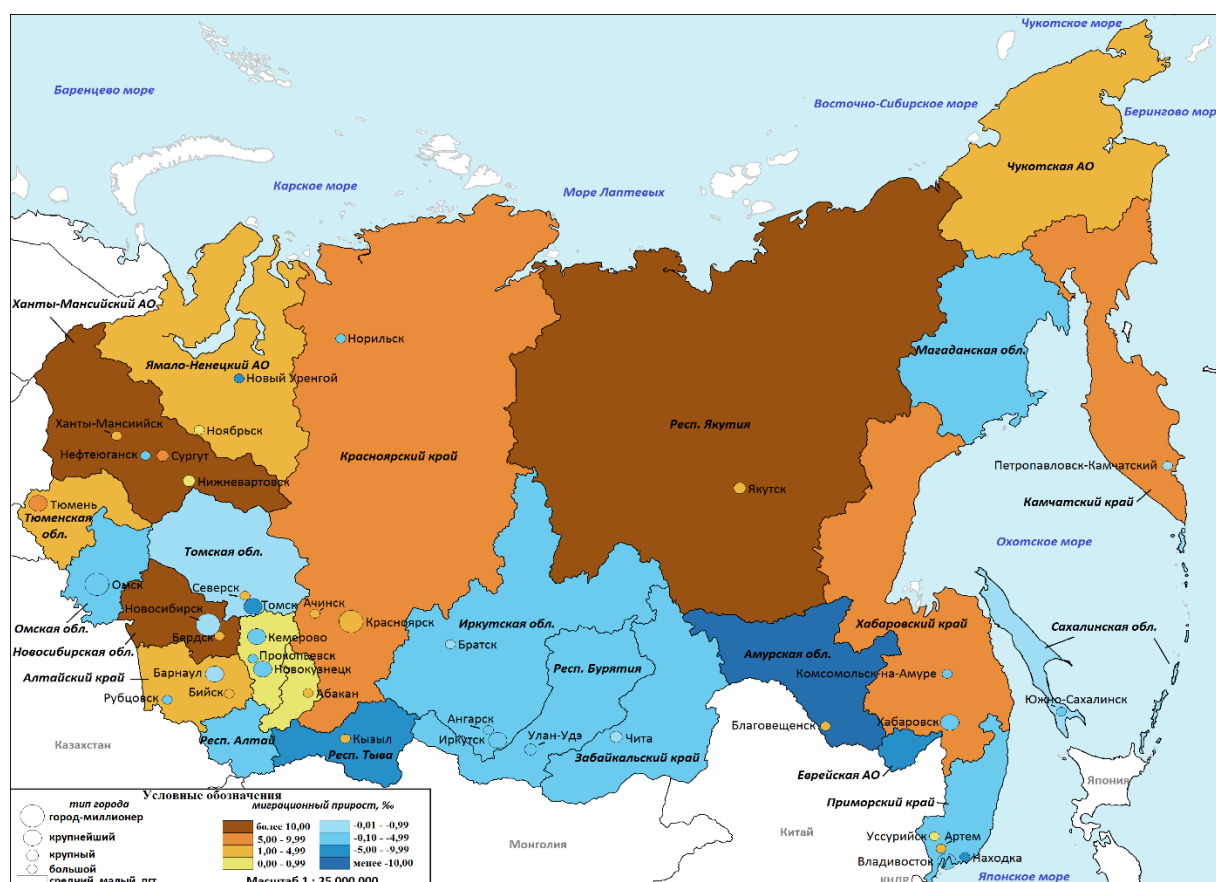 Чукотское море
Баренцево море
Восточно-Сибирское море
Берингово мор
Чукотская АО
Карское море
Море Лаптевых
Ханты-Мансийский АО
Норильск
Магаданская обл.
Ямало-Ненецкий АО
Новый Уренгой
Ханты-Мансиийск
Ноябрьск
Респ. Якутия
Нефтеюганск
Сургут
Красноярский край
Петропавловск-Камчатский
Нижневартовск
Якутск
Тюмень
Камчатский край
Тюменская
обл.
Охотское море
Томская обл.
Омск
Северск
Томск
Ачинск
Новосибирск
Красноярск
Иркутская обл.
Хабаровский край
Сахалинская обл.
Омская обл.
Бердск
Кемерово
Братск
Новосибирская обл.
Прокопьевск
Респ. Бурятия
Амурская обл.
Новокузнецк
Барнаул
Комсомольск-на-Амуре
Алтайский край
Рубцовск
Бийск
Абакан
Южно-Сахалинск
Ангарск
Благовещенск
Хабаровск
Казахстан
Респ. Алтай
Кызыл
Иркутск
Улан-Удэ
Чита
Респ. Тыва
Забайкальский край
Еврейская АО
Япония
Приморский край
Китай
Монголия
Уссурийск
Артем
Владивосток
Находка
КНДР
Японское море
Условные обозначения
тип города
миграционный прирост, ‰
город-миллионер
крупнейший
крупный
большой
средний, малый, пгт
более 10,00
5,00 - 9,99
1,00 - 4,99
0,00 - 0,99
-0,01 - -0,99
-0,10 - -4,99
-5,00 - -9,99
менее -10,00
Масштаб 1 : 25 000 000